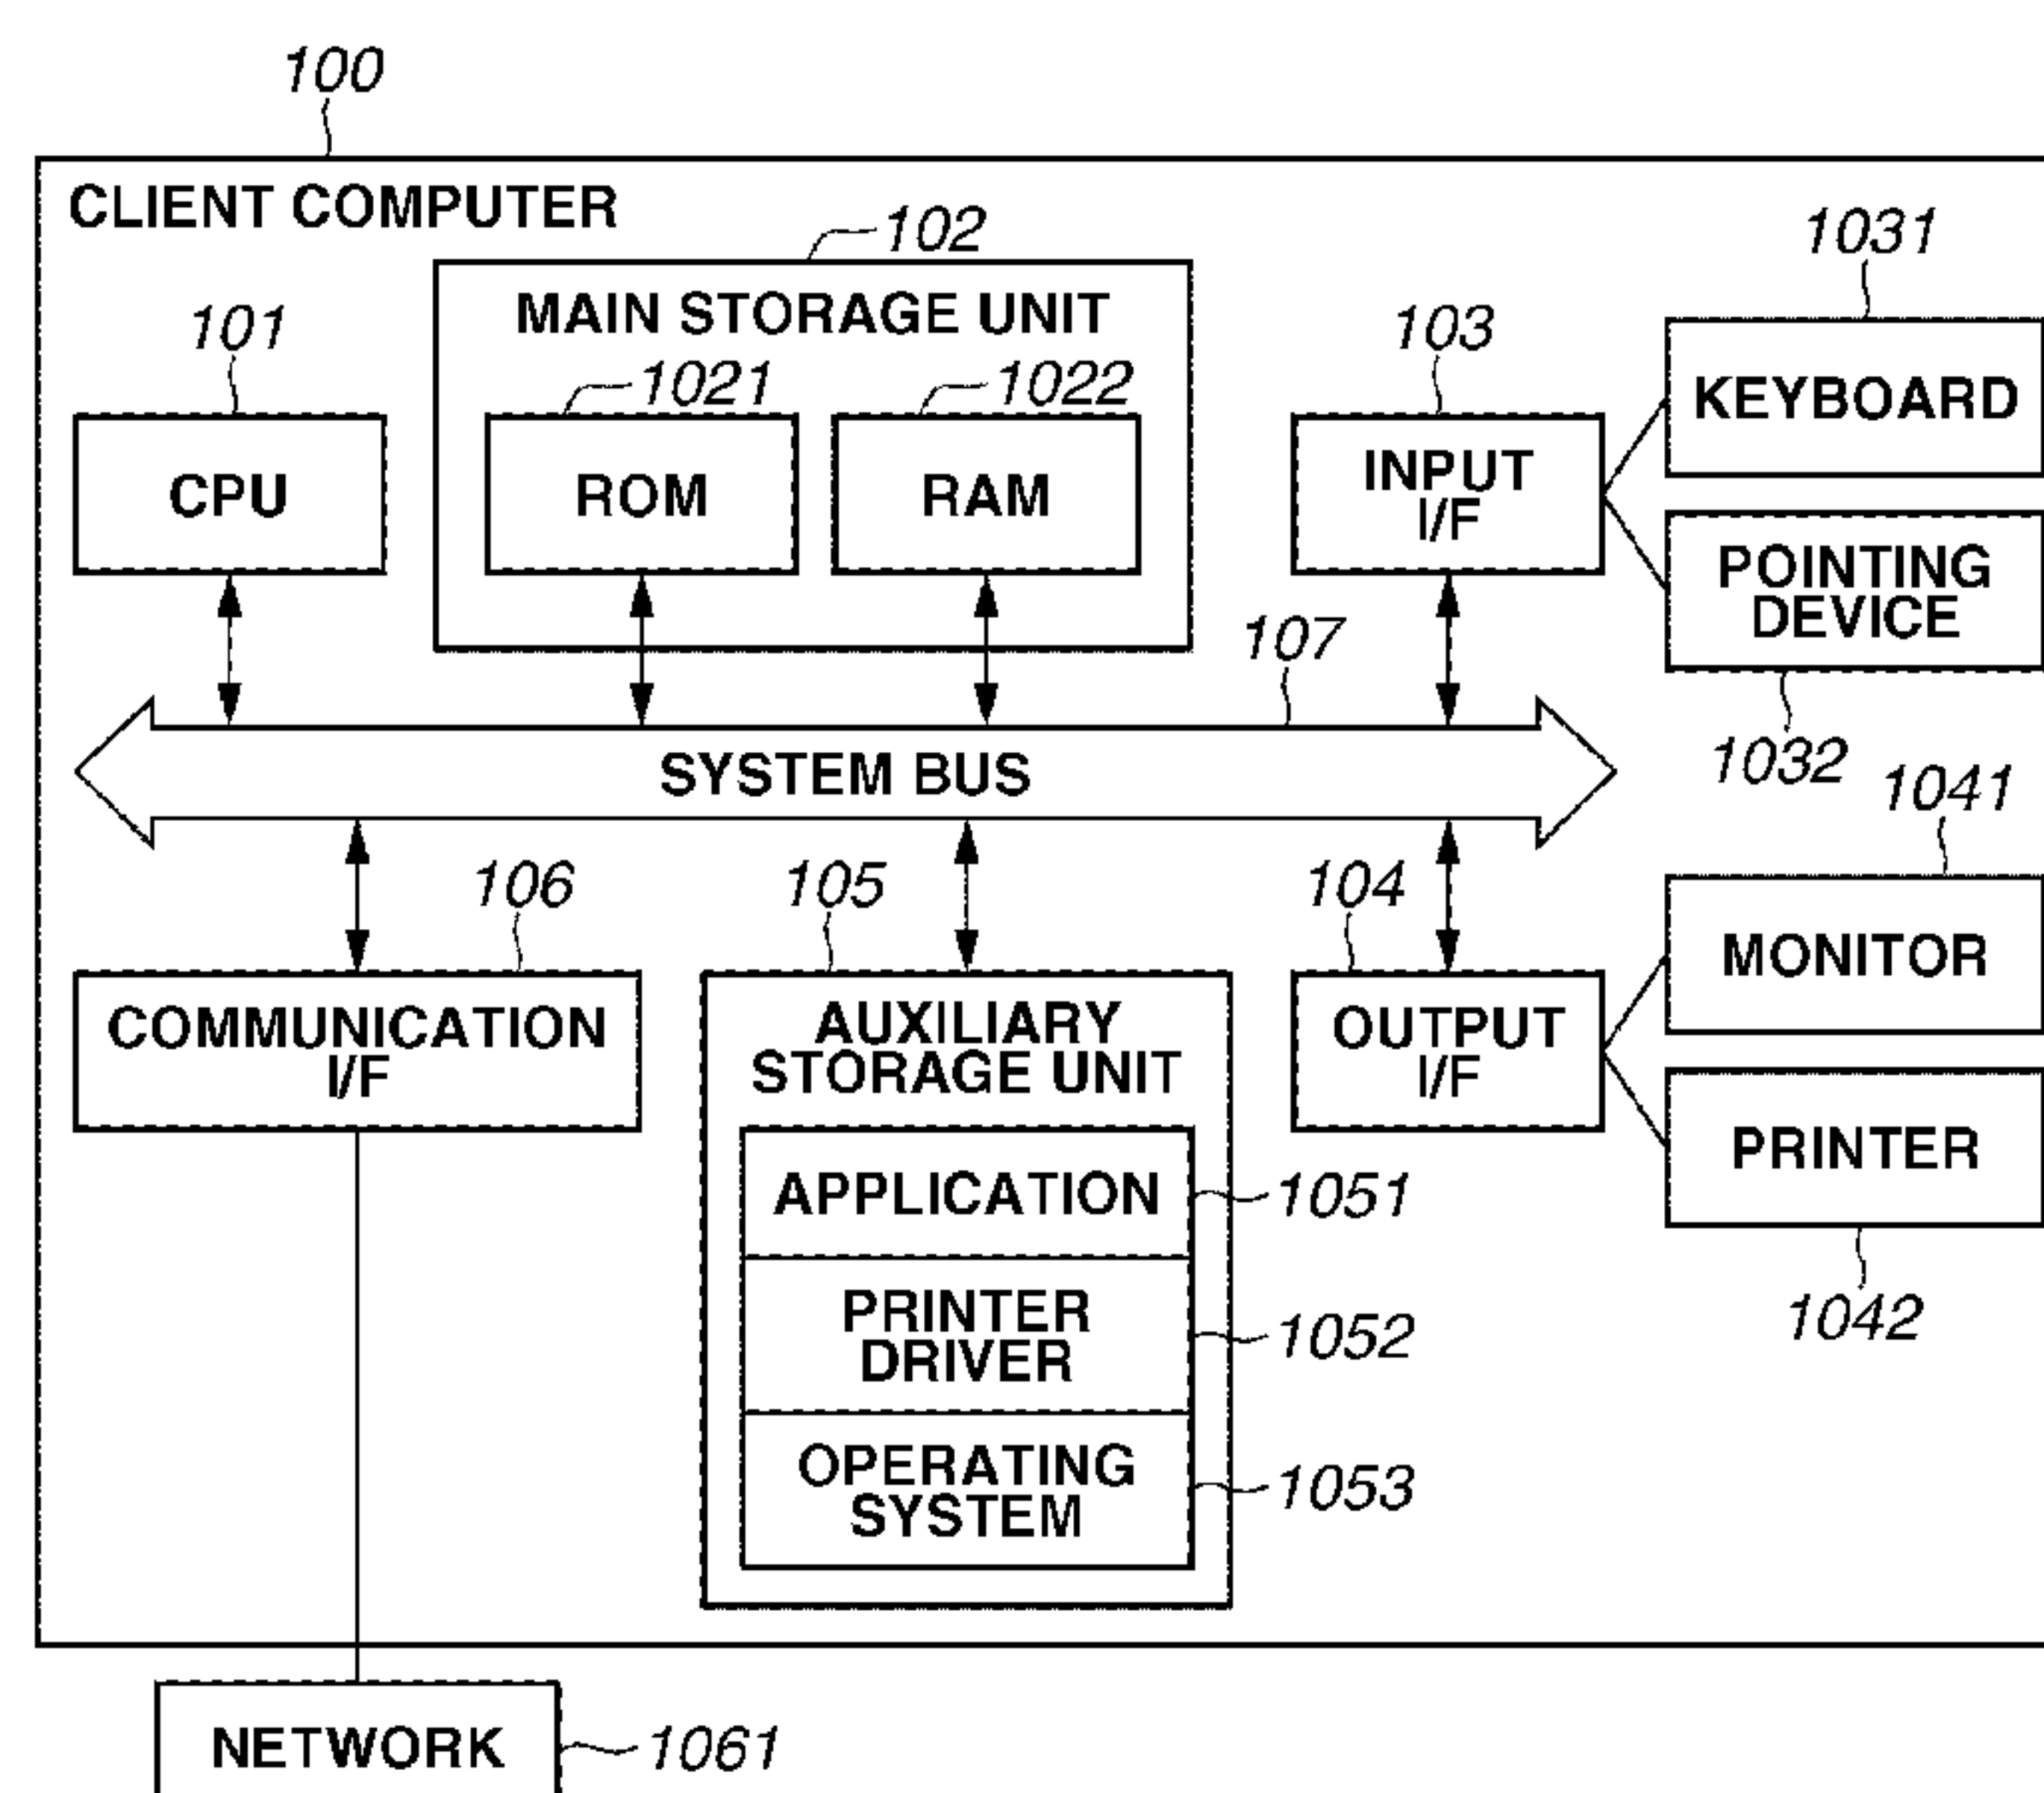 100
CLIENT COMPUTER
102
1031
MAIN STORAGE UNIT
101
103
1021
1022
KEYBOARD
CPU
ROM
RAM
INPUT
I/F
POINTING
DEVICE
107
1032
SYSTEM BUS
1041
106
105
104
MONITOR
COMMUNICATION
I/F
AUXILIARY
STORAGE UNIT
OUTPUT
I/F
PRINTER
APPLICATION
1051
1042
PRINTER
DRIVER
1052
OPERATING
SYSTEM
1053
NETWORK
1061